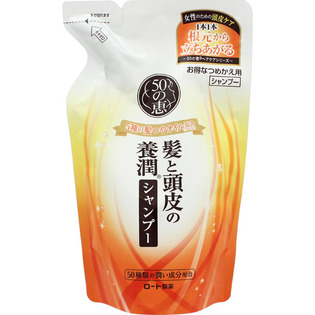 女性のための頭皮ケア
1本1本
根元から
立ちあがる
お得なつめかえ用
シャンプー
50の恵
髪と頭皮の
養潤
シャンプー
50種類の潤い成分配合
ロート製薬